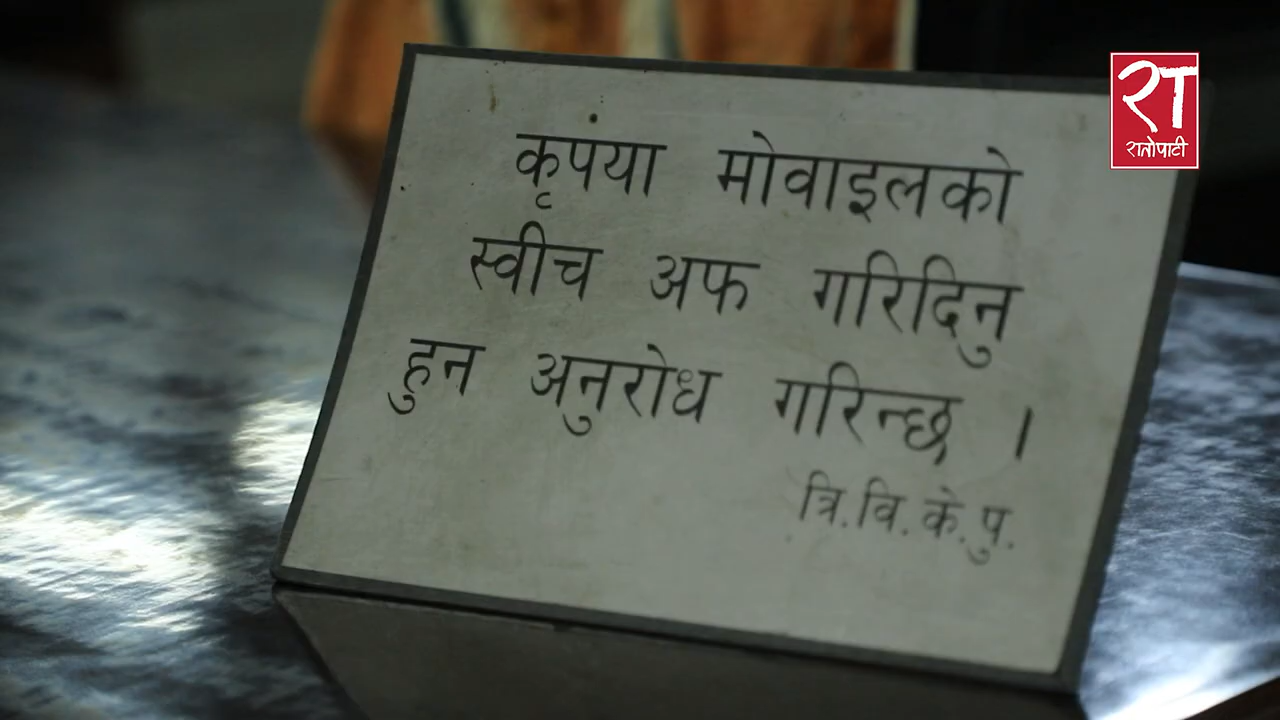 कृपया मोवाइलको
स्वीच अफ गरिदिनु
हुन अनुरोध गरिन्छ ।
त्रि.वि.के.पु.
रा
रातोपाटी